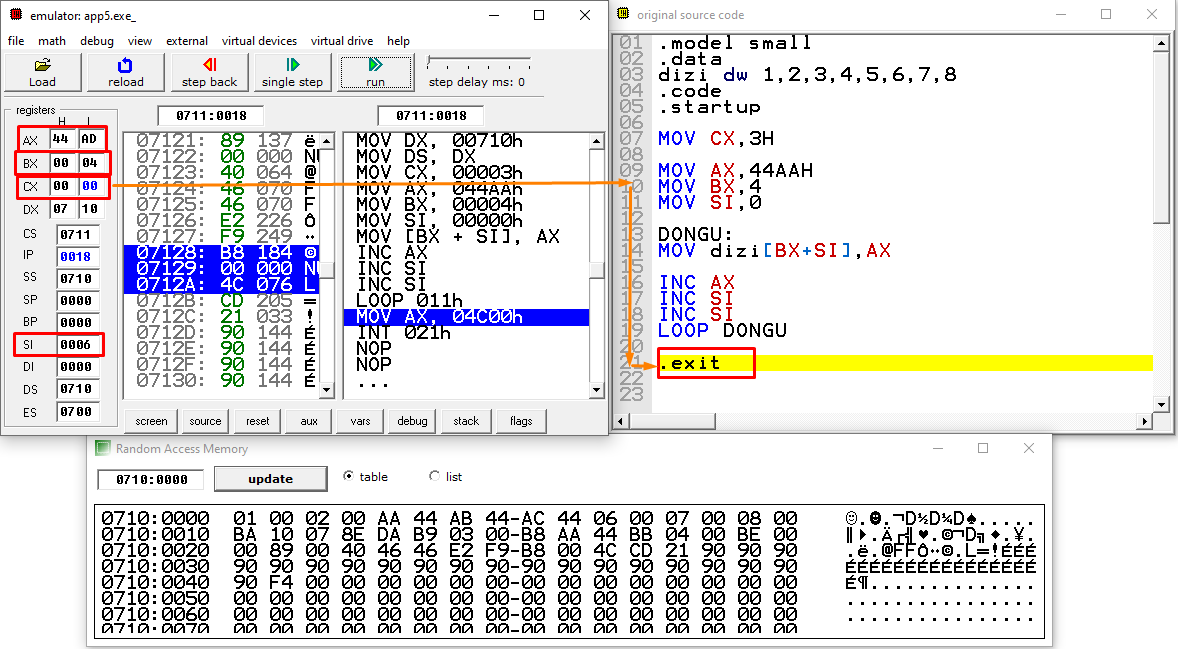 emulator: app5.exe_
file math debug view external virtual devices virtual drive help
Load reload step back single step run step delay ms: 0
registers
H L
AX 44 AD
BX 00 04
CX 00 00
DX 07 10
CS 0711
IP 0018
SS 0710
SP 0000
BP 0000
SI 0006
DI 0000
DS 0710
ES 0700
0711:0018
07121: 89 137 ë
07122: 00 000 NU
07123: 40 064 @
07124: 46 070 F
07125: 46 070 F
07126: E2 226 Ô
07127: F9 249 ¨
07128: B8 184 ©
07129: 00 000 NU
0712A: 4C 076 L
0712B: CD 205 =
0712C: 21 033 !
0712D: 90 144 É
0712E: 90 144 É
0712F: 90 144 É
07130: 90 144 É
0711:0018
MOV DX, 00710h
MOV DS, DX
MOV CX, 00003h
MOV AX, 044AAh
MOV BX, 00004h
MOV SI, 00000h
MOV [BX + SI], AX
INC AX
INC SI
INC SI
LOOP 011h
MOV AX, 04C00h
INT 021h
NOP
NOP
...
screen source reset aux vars debug stack flags
original source code
01 .model small
02 .data
03 dizi dw 1,2,3,4,5,6,7,8
04 .code
05 .startup
06
07 MOV CX,3H
08
09 MOV AX,44AAH
10 MOV BX,4
11 MOV SI,0
12
13 DONGU:
14 MOV dizi[BX+SI],AX
15
16 INC AX
17 INC SI
18 INC SI
19 LOOP DONGU
20
21 .exit
22
23
Random Access Memory
0710:0000 update table list
0710:0000 01 00 02 00 AA 44 AB 44-AC 44 06 00 07 00 08 00
0710:0010 BA 10 07 8E DA B9 03 00-B8 AA 44 BB 04 00 BE 00
0710:0020 00 89 00 40 46 46 E2 F9-B8 00 4C CD 21 90 90 90
0710:0030 90 90 90 90 90 90 90 90-90 90 90 90 90 90 90 90
0710:0040 90 F4 00 00 00 00 00 00-00 00 00 00 00 00 00 00
0710:0050 00 00 00 00 00 00 00 00-00 00 00 00 00 00 00 00
0710:0060 00 00 00 00 00 00 00 00-00 00 00 00 00 00 00 00
0710:0070 00 00 00 00 00 00 00 00-00 00 00 00 00 00 00 00
☺.☻.¬D½D¼D♠.....
.ë.@FFÔ¨©.L=!ÉÉÉ
ÉÉÉÉÉÉÉÉÉÉÉÉÉÉÉÉ
É¶..............
................
................